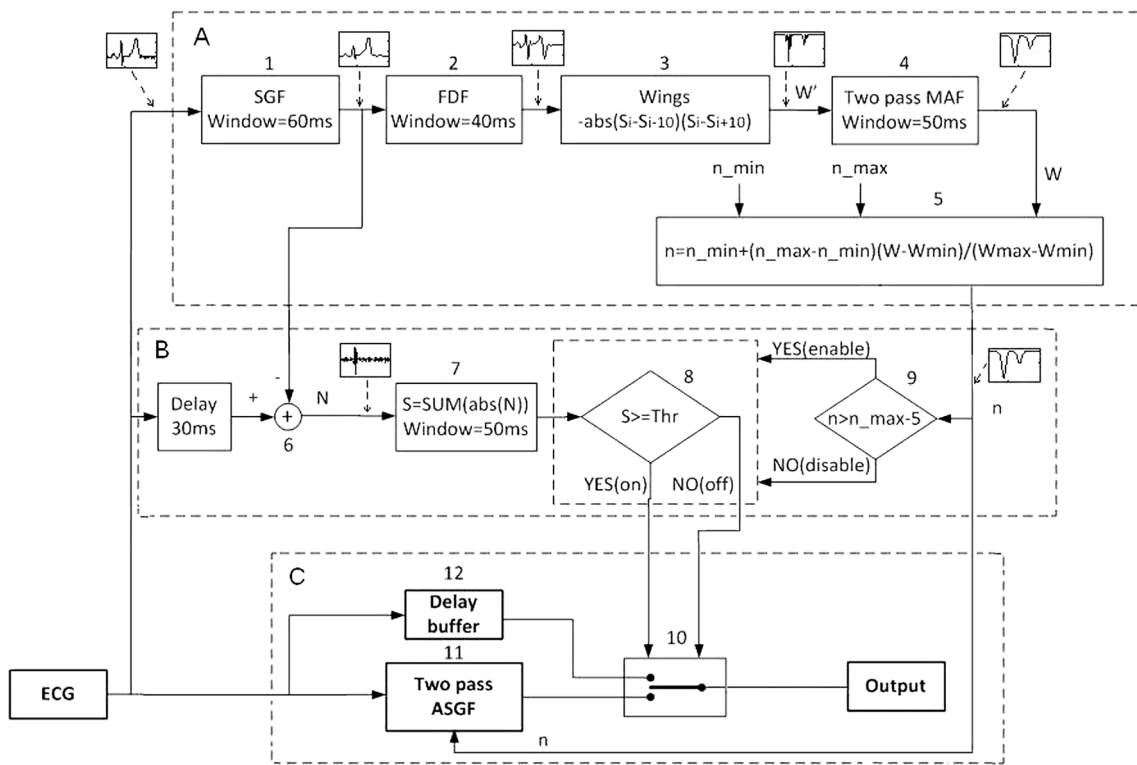 A
1
SGF
Window=60ms
2
FDF
Window=40ms
3
Wings
-abs(Si-Si-10)(Si-Si+10)
W'
4
Two pass MAF
Window=50ms
n_min
n_max
W
5
n=n_min+(n_max-n_min)(W-Wmin)/(Wmax-Wmin)
B
Delay
30ms
+
-
+
6
N
7
S=SUM(abs(N))
Window=50ms
8
S>=Thr
YES(on)
NO(off)
YES(enable)
9
n>n_max-5
NO(disable)
n
C
12
Delay
buffer
11
Two pass
ASGF
n
10
ECG
Output